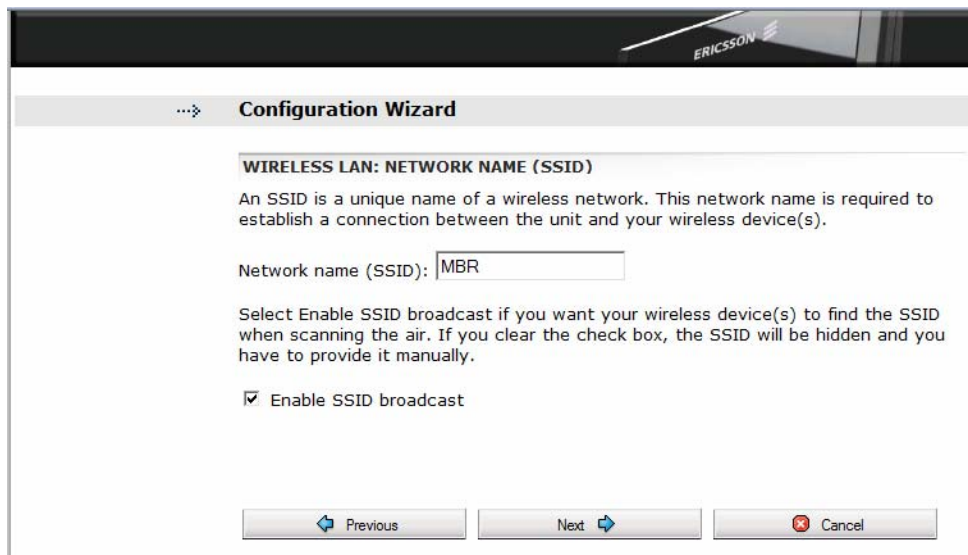 ERICSSON
Configuration Wizard
WIRELESS LAN: NETWORK NAME (SSID)
An SSID is a unique name of a wireless network. This network name is required to
establish a connection between the unit and your wireless device(s).
Network name (SSID): MBR
Select Enable SSID broadcast if you want your wireless device(s) to find the SSID
when scanning the air. If you clear the check box, the SSID will be hidden and you
have to provide it manually.
Enable SSID broadcast
Previous Next Cancel